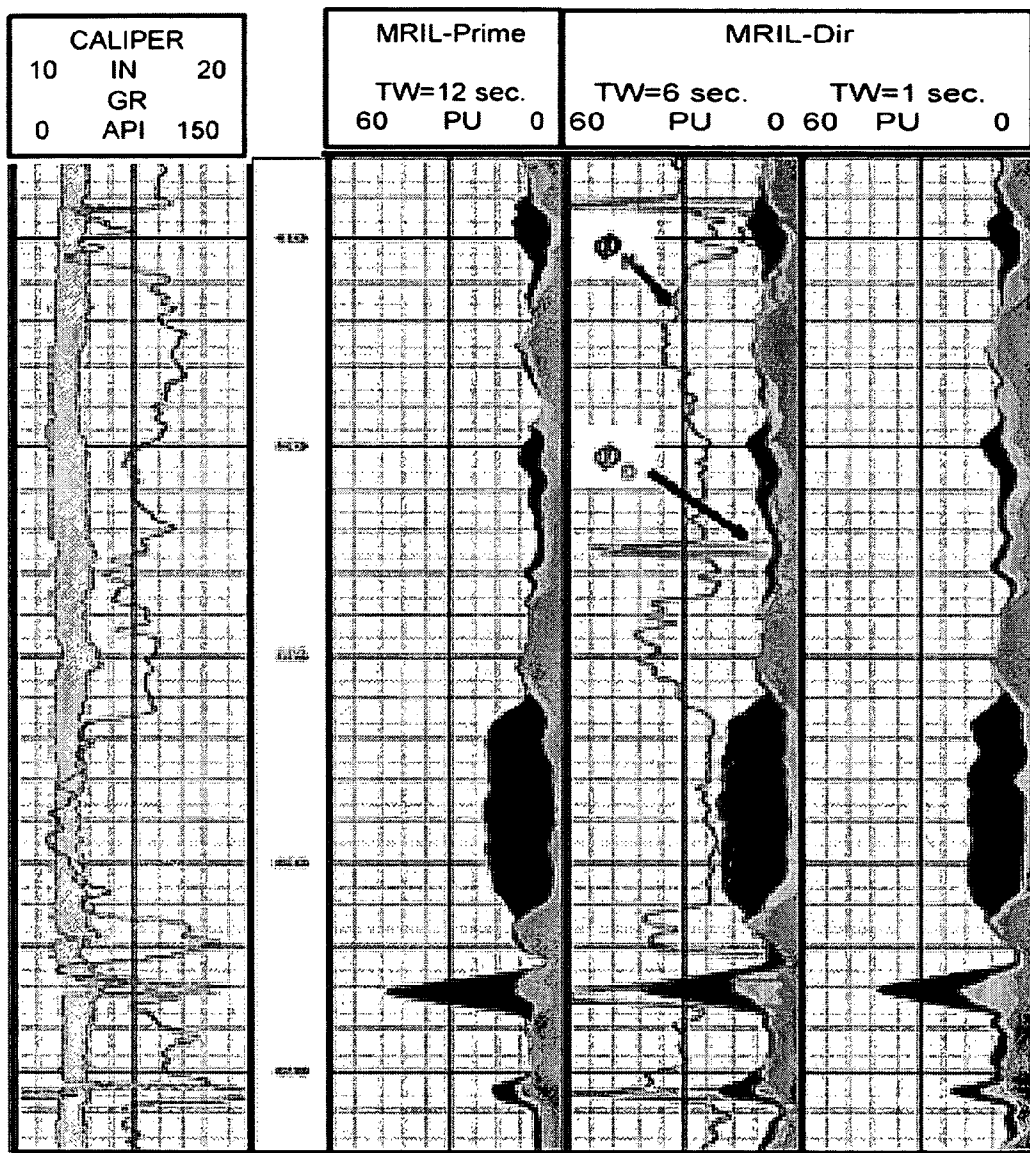 CALIPER
10 IN 20
GR
0 API 150
MRIL-Prime
TW=12 sec.
60 PU 0
MRIL-Dir
TW=6 sec. TW=1 sec.
60 PU 0 60 PU 0
Φ N
Φ D